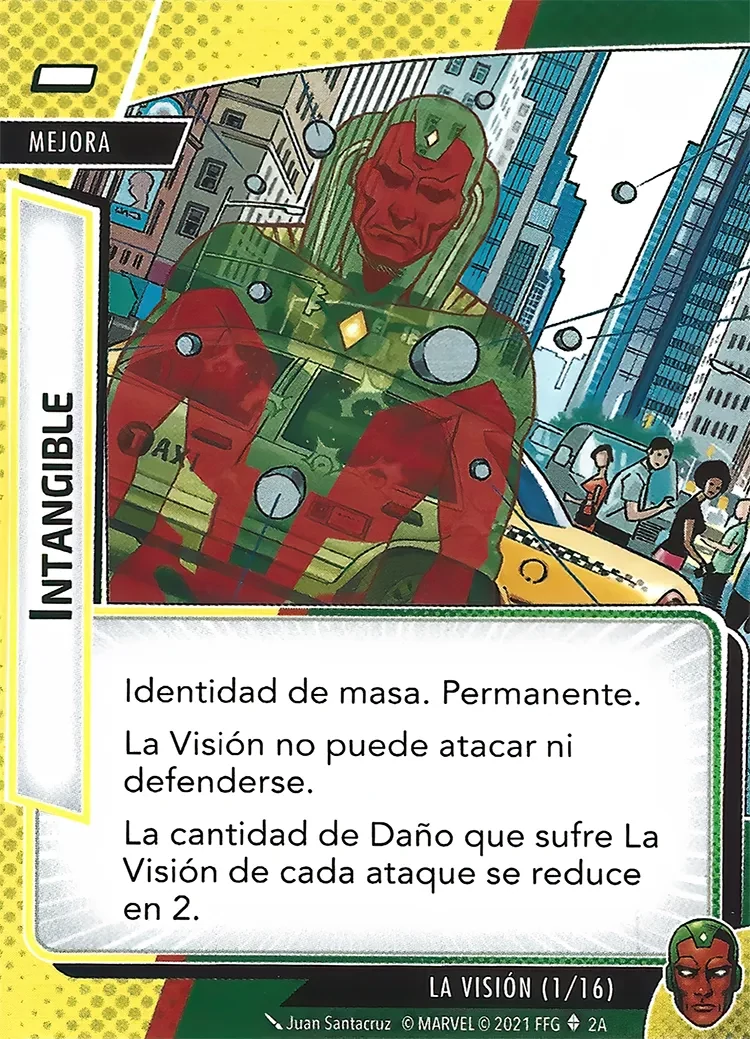 MEJORA
INTANGIBLE
TAXI
Identidad de masa. Permanente.
La Visión no puede atacar ni
defenderse.
La cantidad de Daño que sufre La
Visión de cada ataque se reduce
en 2.
LA VISIÓN (1/16)
Juan Santacruz © MARVEL © 2021 FFG 2A